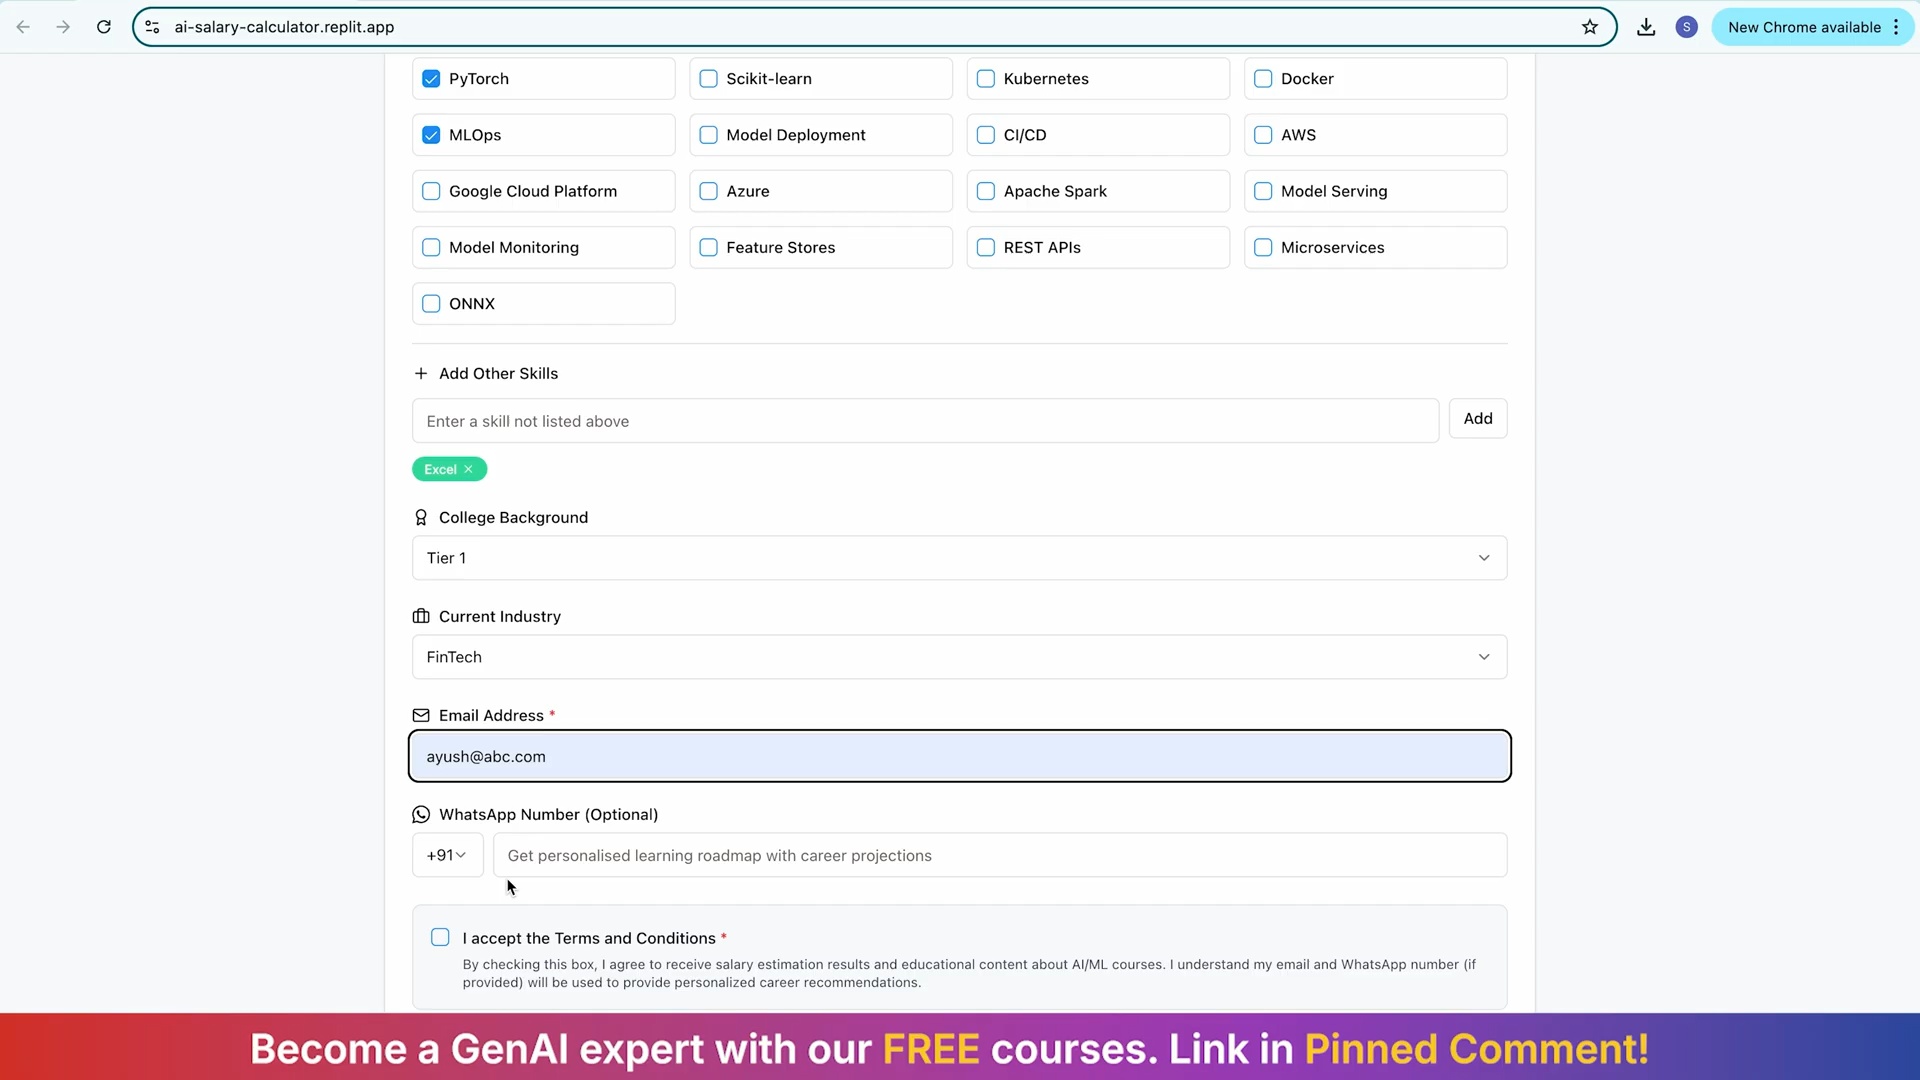 ai-salary-calculator.replit.app
S
New Chrome available
PyTorch
Scikit-learn
Kubernetes
Docker
MLOps
Model Deployment
CI/CD
AWS
Google Cloud Platform
Azure
Apache Spark
Model Serving
Model Monitoring
Feature Stores
REST APIs
Microservices
ONNX
+ Add Other Skills
Enter a skill not listed above
Add
Excel ×
College Background
Tier 1
Current Industry
FinTech
Email Address *
ayush@abc.com
WhatsApp Number (Optional)
+91
Get personalised learning roadmap with career projections
I accept the Terms and Conditions *
By checking this box, I agree to receive salary estimation results and educational content about AI/ML courses. I understand my email and WhatsApp number (if
provided) will be used to provide personalized career recommendations.
Become a GenAI expert with our FREE courses. Link in Pinned Comment!